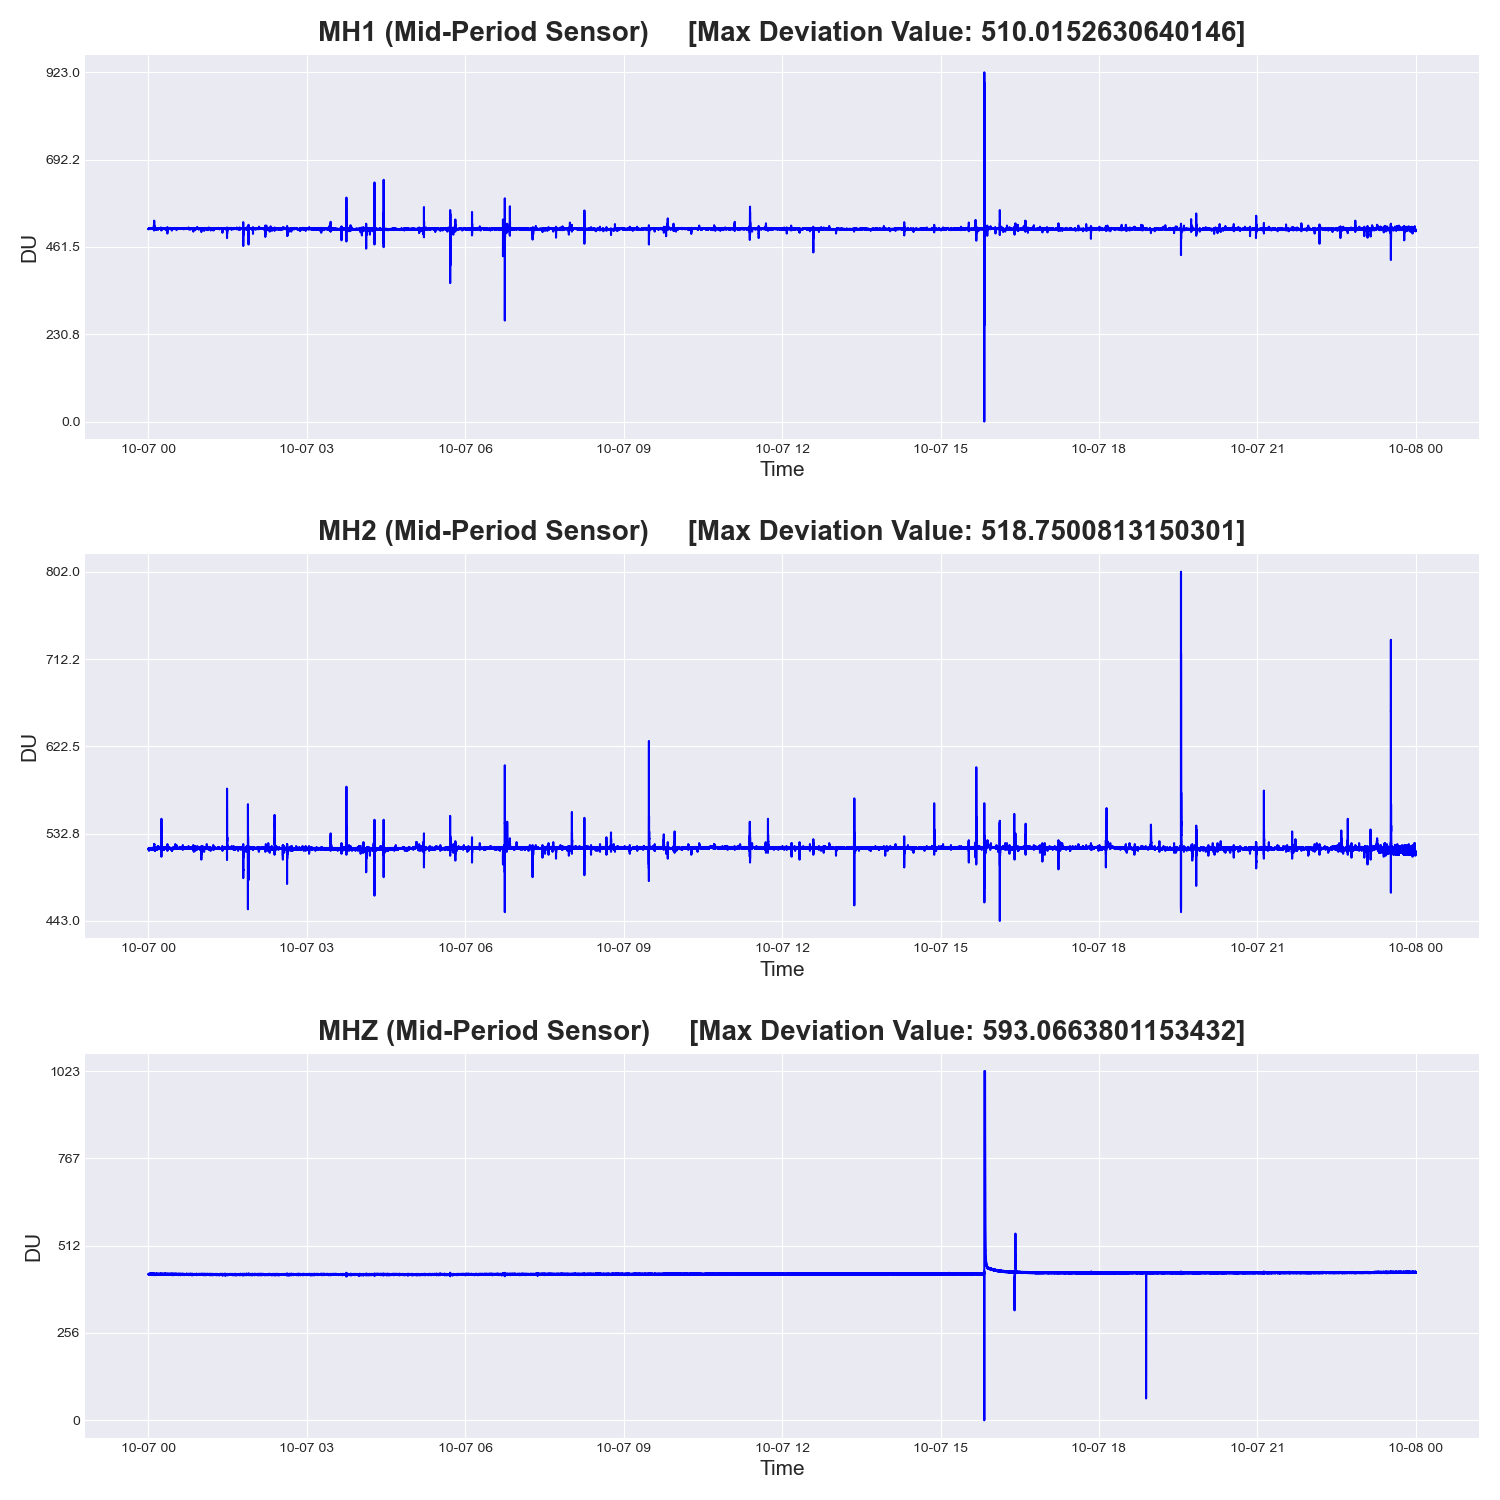 MH1 (Mid-Period Sensor) [Max Deviation Value: 510.0152630640146]
923.0
692.2
461.5
230.8
0.0
DU
10-07 00 10-07 03 10-07 06 10-07 09 10-07 12 10-07 15 10-07 18 10-07 21 10-08 00
Time
MH2 (Mid-Period Sensor) [Max Deviation Value: 518.7500813150301]
802.0
712.2
622.5
532.8
443.0
DU
10-07 00 10-07 03 10-07 06 10-07 09 10-07 12 10-07 15 10-07 18 10-07 21 10-08 00
Time
MHZ (Mid-Period Sensor) [Max Deviation Value: 593.0663801153432]
1023
767
512
256
0
DU
10-07 00 10-07 03 10-07 06 10-07 09 10-07 12 10-07 15 10-07 18 10-07 21 10-08 00
Time